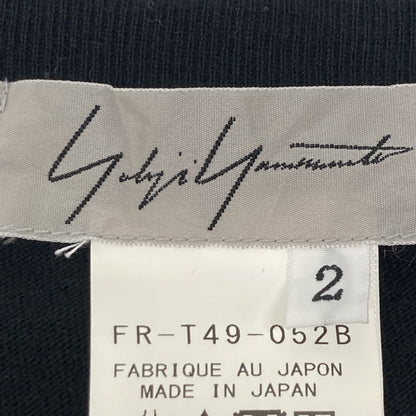 Yohji Yamamoto
2
FR-T49-052B
FABRIQUE AU JAPON
MADE IN JAPAN